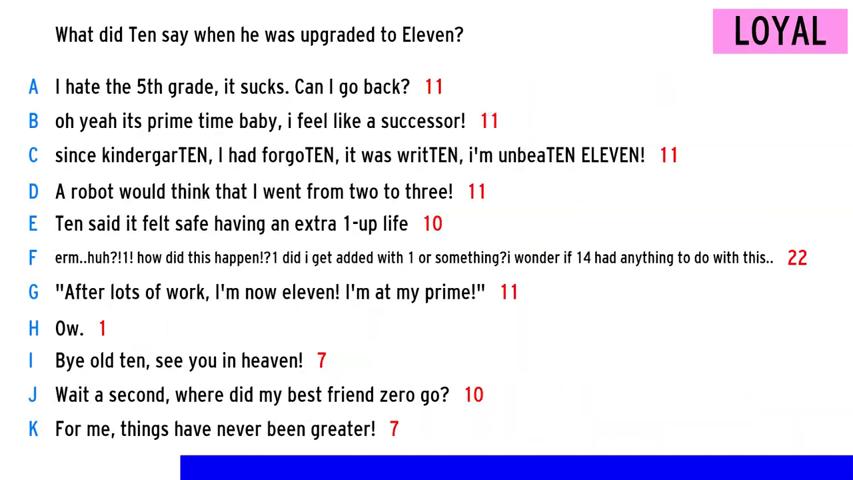 What did Ten say when he was upgraded to Eleven?
LOYAL
A I hate the 5th grade, it sucks. Can I go back? 11
B oh yeah its prime time baby, i feel like a successor! 11
C since kindergarTEN, I had forgoTEN, it was writTEN, i'm unbeaTEN ELEVEN! 11
D A robot would think that I went from two to three! 11
E Ten said it felt safe having an extra 1-up life 10
F erm..huh?!1! how did this happen!?1 did i get added with 1 or something?i wonder if 14 had anything to do with this.. 22
G "After lots of work, I'm now eleven! I'm at my prime!" 11
H Ow. 1
I Bye old ten, see you in heaven! 7
J Wait a second, where did my best friend zero go? 10
K For me, things have never been greater! 7